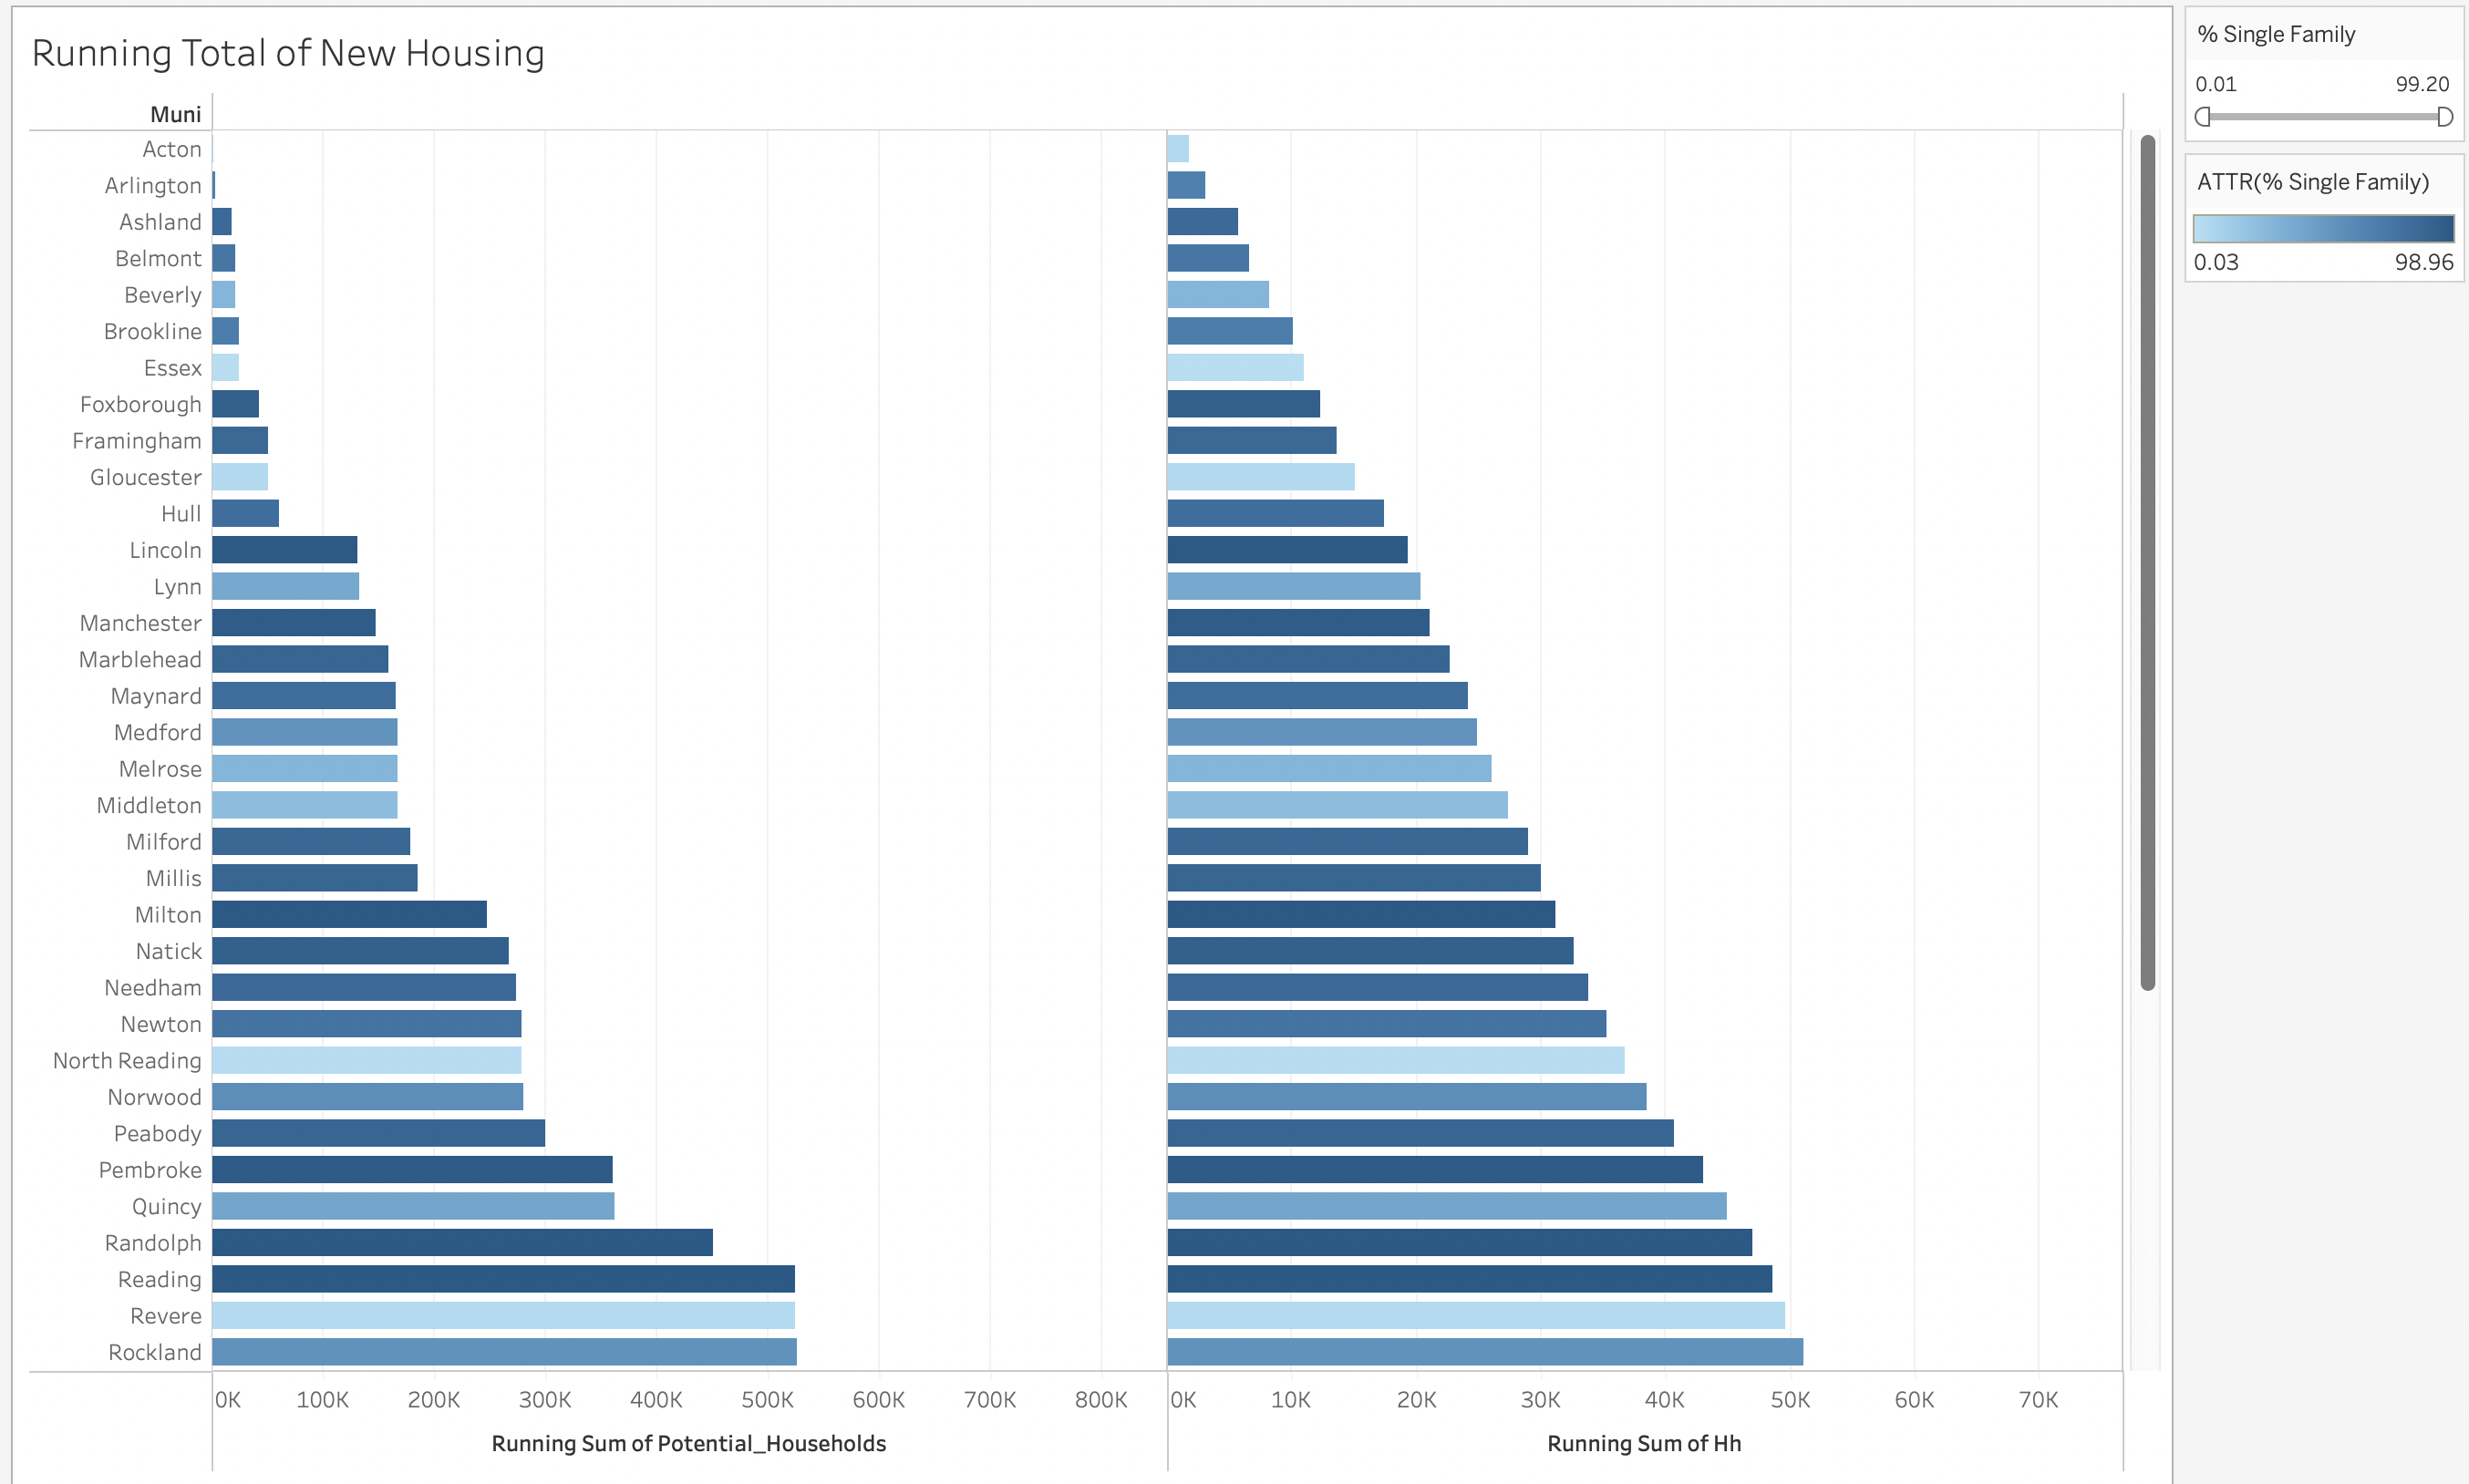 Running Total of New Housing
% Single Family
0.01 99.20
ATTR(% Single Family)
0.03 98.96
Muni
Acton
Arlington
Ashland
Belmont
Beverly
Brookline
Essex
Foxborough
Framingham
Gloucester
Hull
Lincoln
Lynn
Manchester
Marblehead
Maynard
Medford
Melrose
Middleton
Milford
Millis
Milton
Natick
Needham
Newton
North Reading
Norwood
Peabody
Pembroke
Quincy
Randolph
Reading
Revere
Rockland
0K 100K 200K 300K 400K 500K 600K 700K 800K 0K 10K 20K 30K 40K 50K 60K 70K
Running Sum of Potential_Households Running Sum of Hh